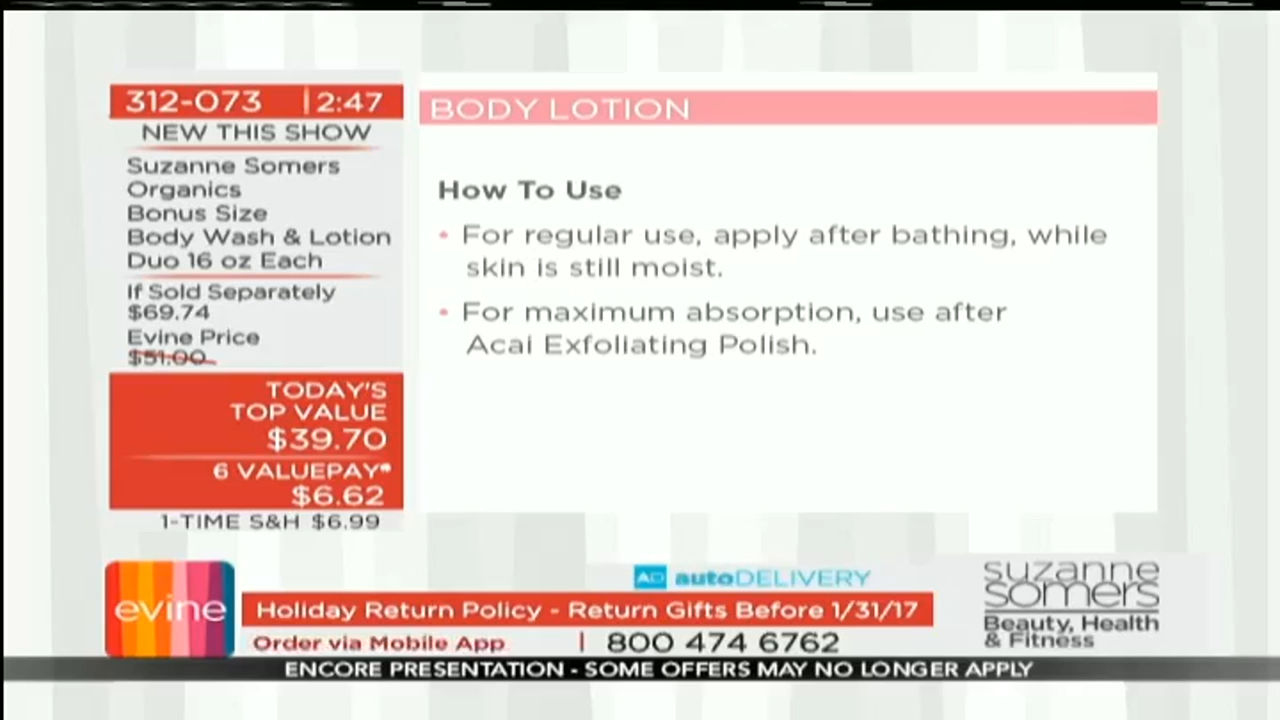 312-073 | 2:47
NEW THIS SHOW
Suzanne Somers
Organics
Bonus Size
Body Wash & Lotion
Duo 16 oz Each
If Sold Separately
$69.74
Evine Price
$51.00
TODAY'S
TOP VALUE
$39.70
6 VALUEPAY®
$6.62
1-TIME S&H $6.99
BODY LOTION
How To Use
• For regular use, apply after bathing, while
skin is still moist.
• For maximum absorption, use after
Acai Exfoliating Polish.
evine
AD autoDELIVERY
Holiday Return Policy - Return Gifts Before 1/31/17
Order via Mobile App | 800 474 6762
suzanne
somers
Beauty, Health
& Fitness
ENCORE PRESENTATION - SOME OFFERS MAY NO LONGER APPLY